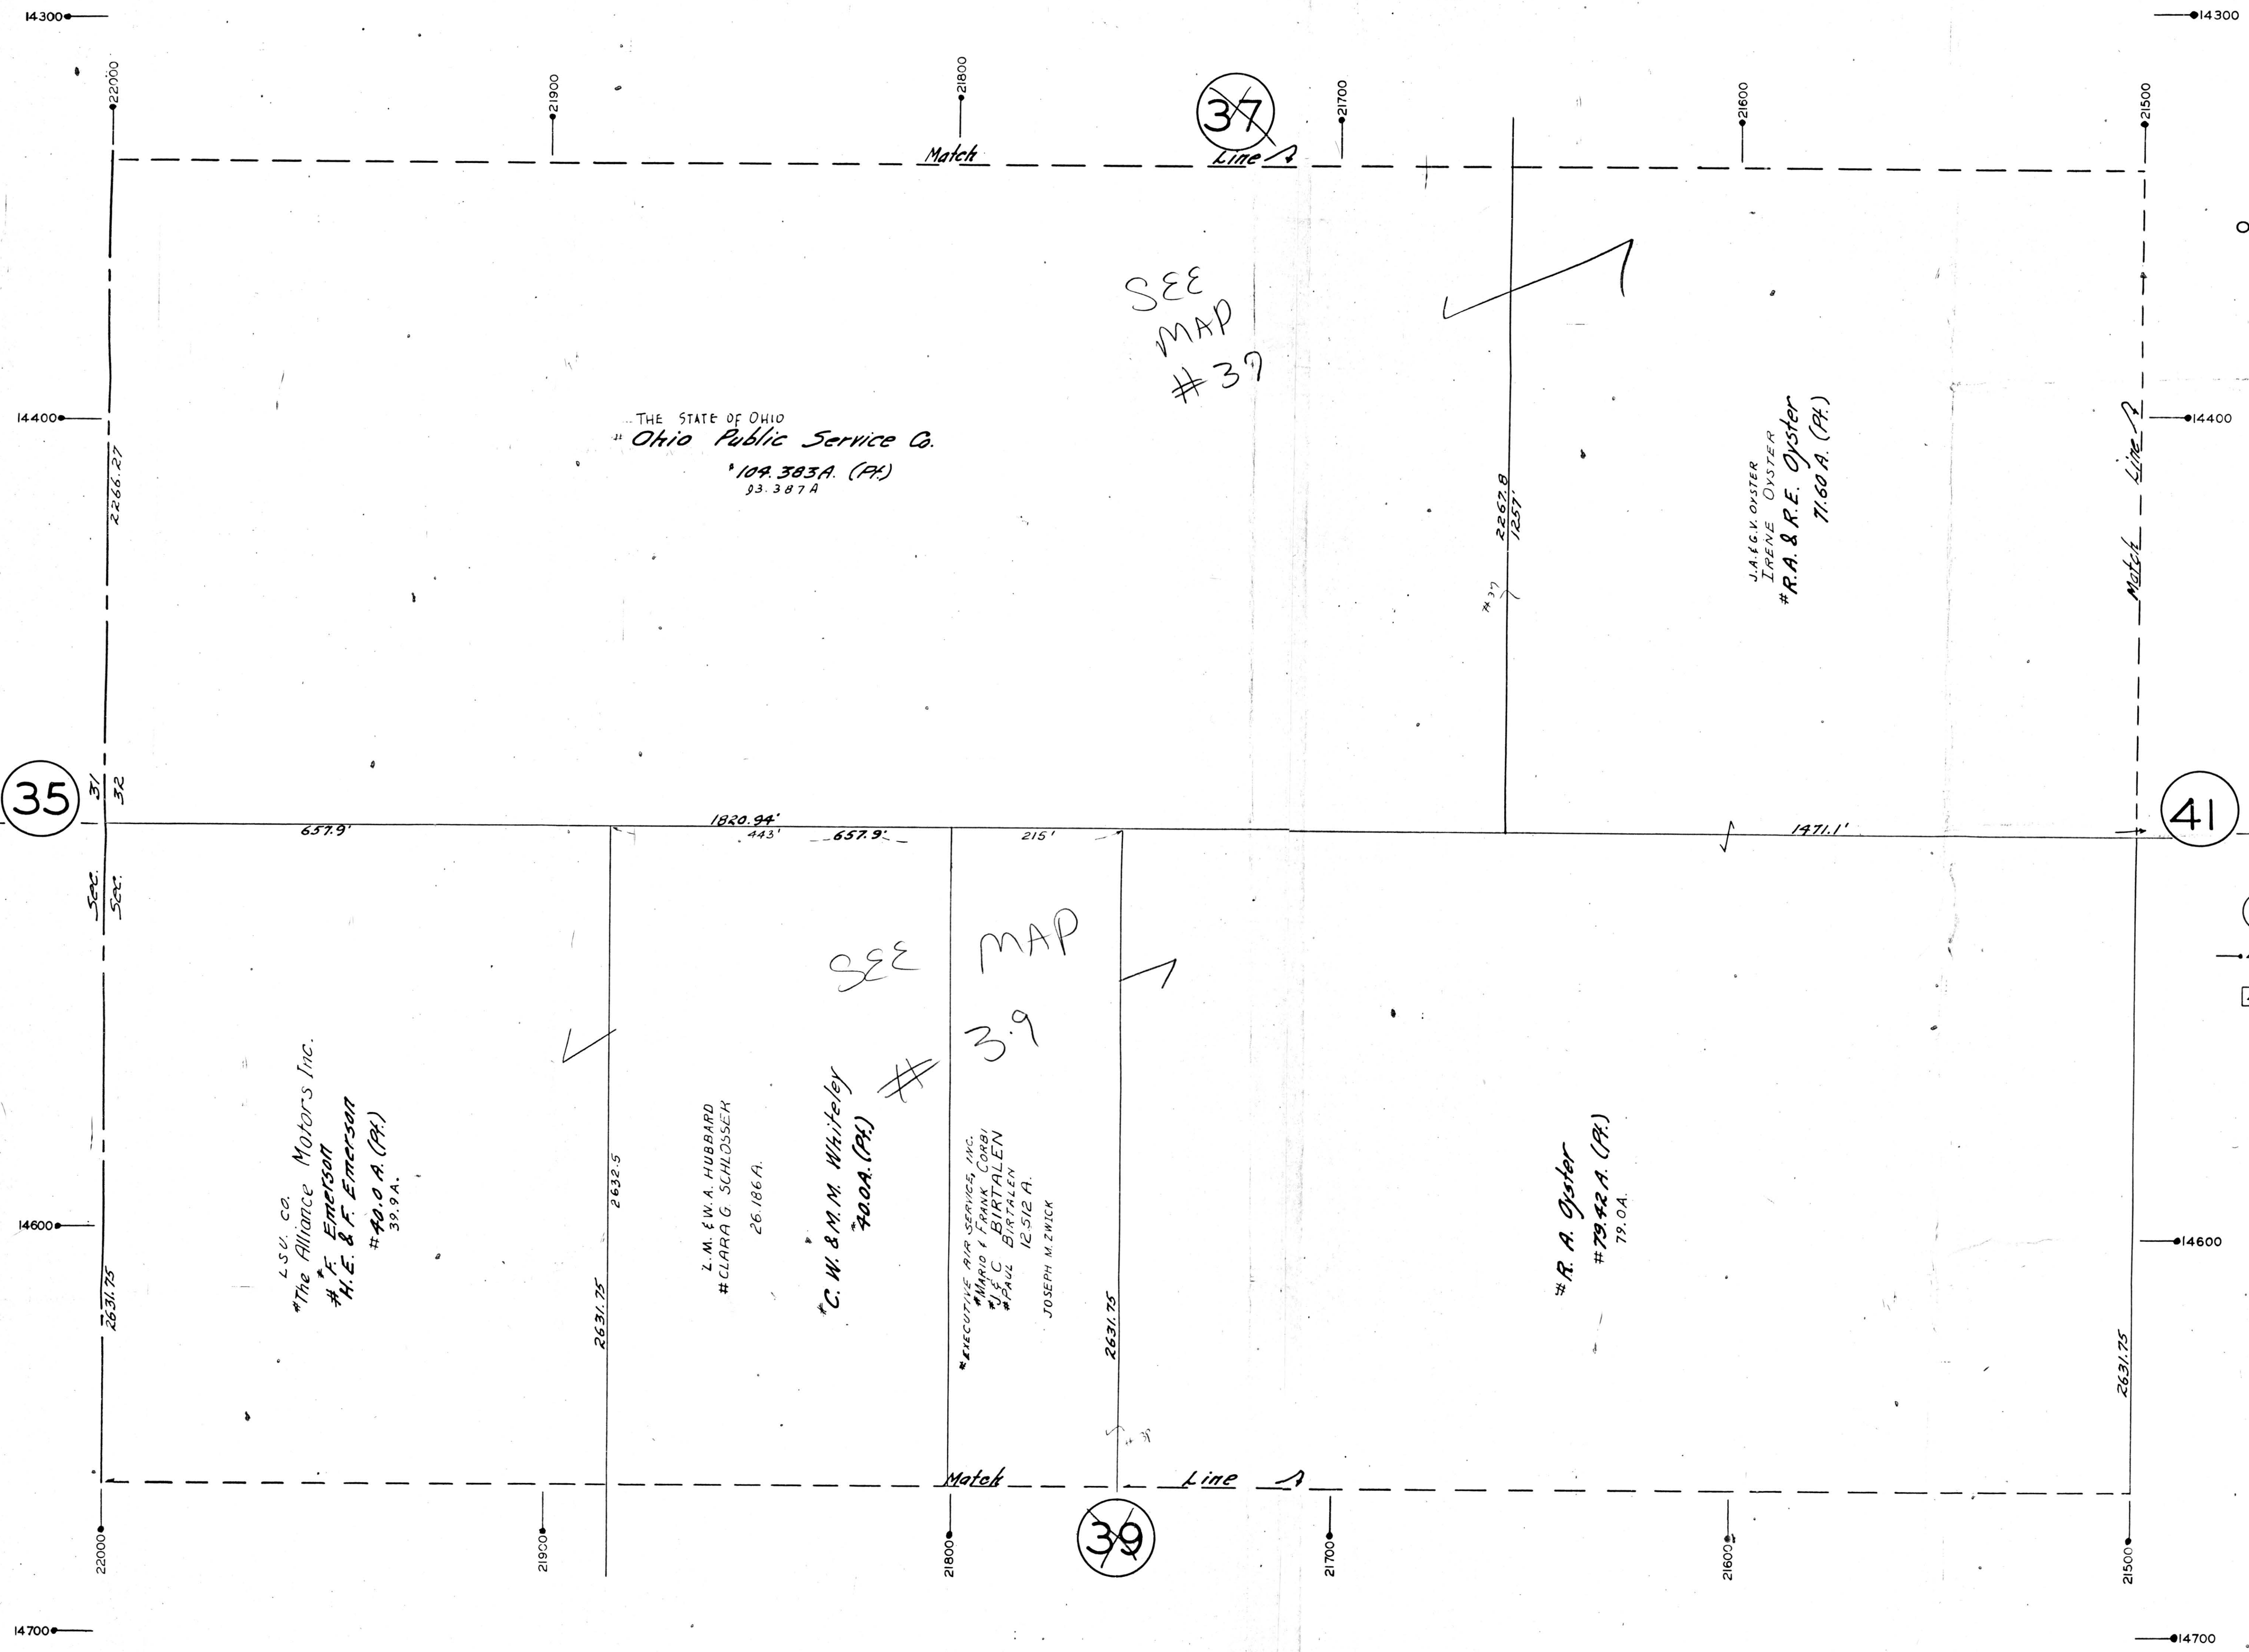 14300
14300
22000
21900
21800
37
21700
21600
21500
Match Line
SEE
MAP
#37
14400
14400
THE STATE OF OHIO
Ohio Public Service Co.
104.383A. (Pt.)
93.387A
2266.27
2267.8
1257'
J.A. & G.V. OYSTER
IRENE OYSTER
#R.A. & R.E. Oyster
71.60 A. (Pt.)
Match Line
35
31
32
Sec.
Sec.
657.9'
1820.94'
443'
657.9'
215'
1471.1'
41
SEE MAP
# 39
2631.75
LSU. CO.
#The Alliance Motors Inc.
#F. Emerson
H.E. & F. Emerson
#40.0 A. (Pt.)
39.9A.
2632.5
2631.75
L.M. & W.A. HUBBARD
#CLARA G. SCHLOSSER
26.186A.
C. W. & M.M. Whiteley
40.0A. (Pt.)
#EXECUTIVE AIR SERVICE, INC.
#MARIO & FRANK CORBI
#J & C BIRTALEN
#PAUL BIRTALEN
12.512 A.
JOSEPH M. ZWICK
2631.75
#R. A. Oyster
#79.42 A. (Pt.)
79.0A.
2631.75
14600
14600
Match Line
22000
21900
21800
39
21700
21600
21500
14700
14700